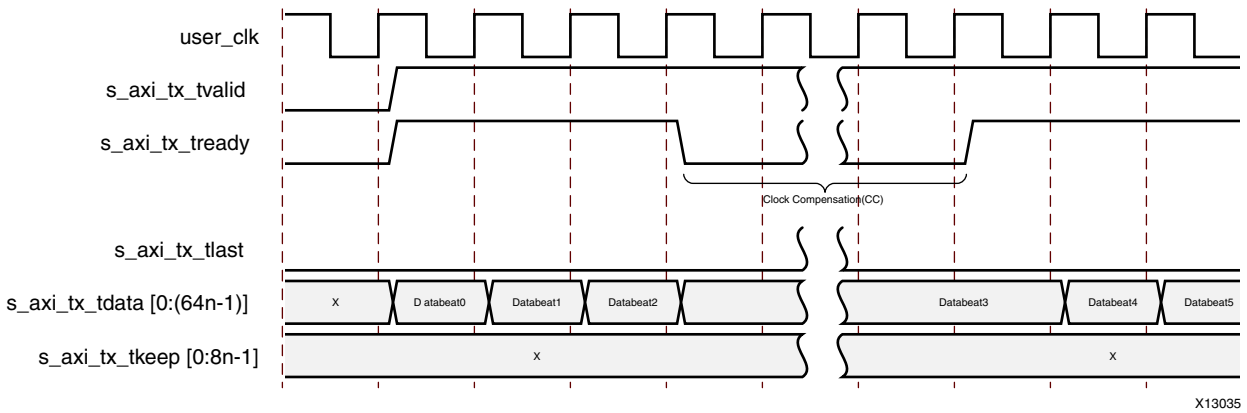 user_clk
s_axi_tx_tvalid
s_axi_tx_tready
Clock Compensation(CC)
s_axi_tx_tlast
s_axi_tx_tdata [0:(64n-1)] X D atabeat0 Databeat1 Databeat2 Databeat3 Databeat4 Databeat5
s_axi_tx_tkeep [0:8n-1] X X
X13035